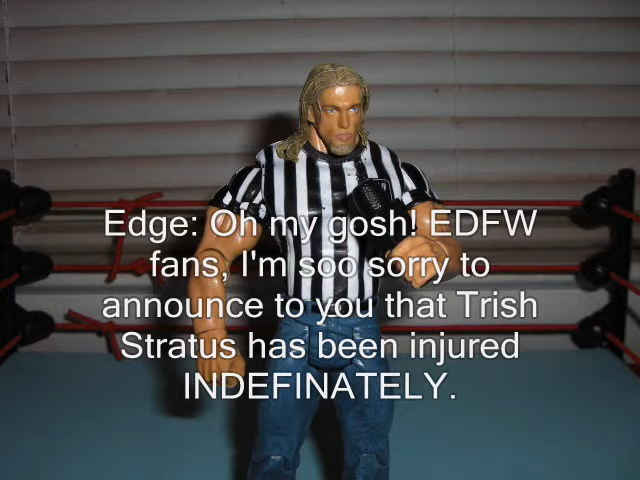 Edge: Oh my gosh! EDFW
fans, I'm soo sorry to
announce to you that Trish
Stratus has been injured
INDEFINATELY.